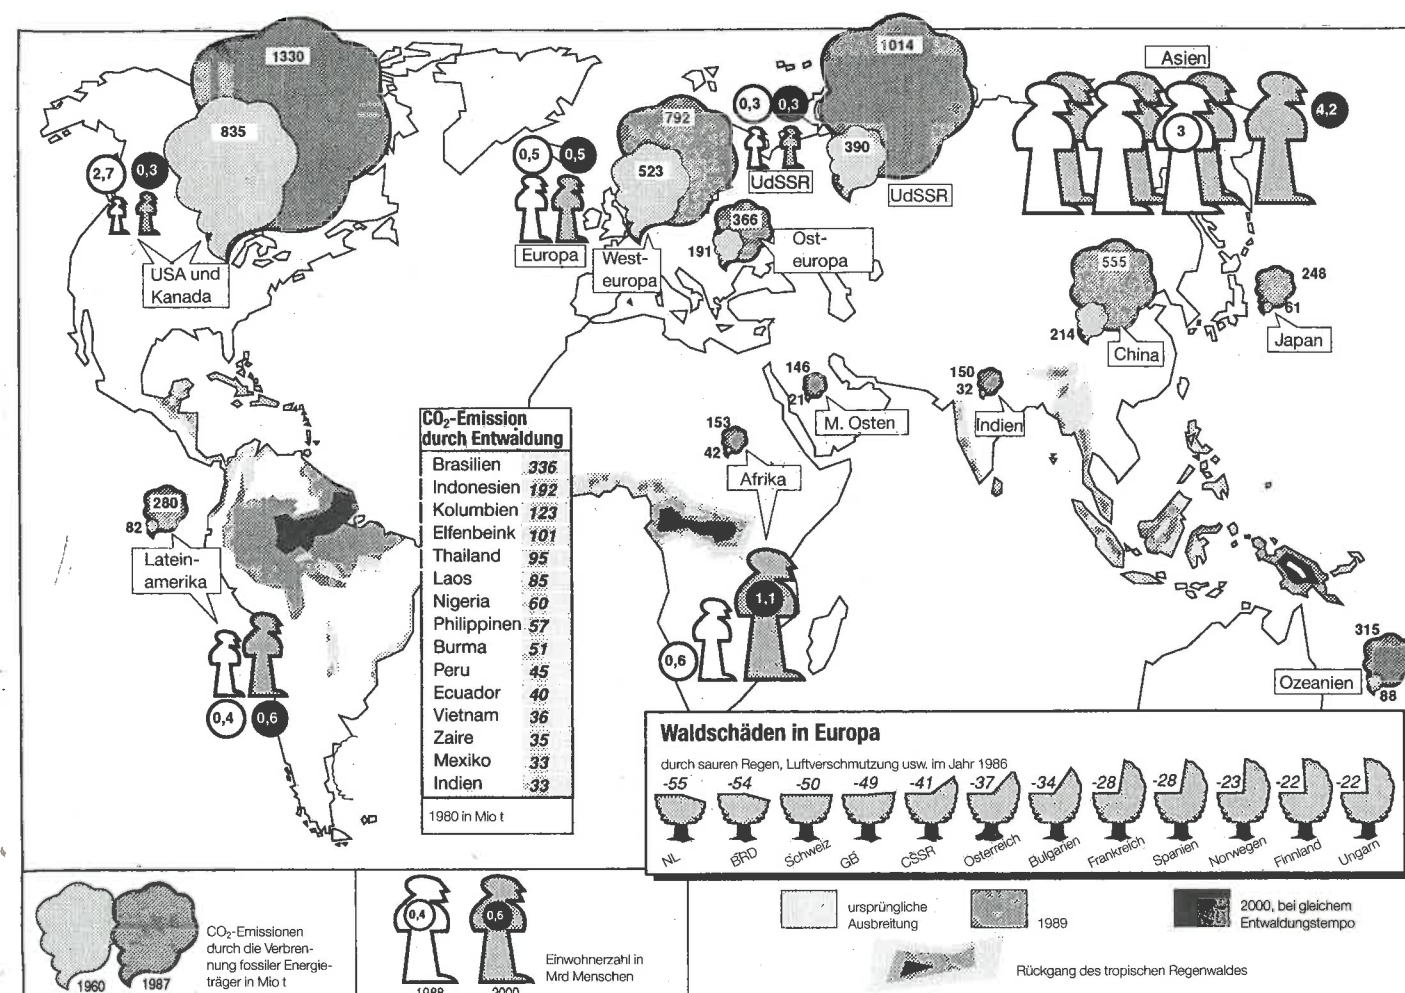 1330
835
2,7
0,3
USA und
Kanada
0,5
0,5
Europa
792
523
West-
europa
366
191
Ost-
europa
0,3
0,3
UdSSR
1014
390
UdSSR
Asien
3
4,2
555
214
China
248
61
Japan
146
21
M. Osten
150
32
Indien
153
42
Afrika
0,6
1,1
280
82
Latein-
amerika
0,4
0,6
315
88
Ozeanien
CO₂-Emission
durch Entwaldung
Brasilien 336
Indonesien 192
Kolumbien 123
Elfenbeink 101
Thailand 95
Laos 85
Nigeria 60
Philippinen 57
Burma 51
Peru 45
Ecuador 40
Vietnam 36
Zaire 35
Mexiko 33
Indien 33
1980 in Mio t
Waldschäden in Europa
durch sauren Regen, Luftverschmutzung usw. im Jahr 1986
-55 -54 -50 -49 -41 -37 -34 -28 -28 -23 -22 -22
NL BRD Schweiz GB CŠSR Österreich Bulgarien Frankreich Spanien Norwegen Finnland Ungarn
1960 1987
CO₂-Emissionen
durch die Verbren-
nung fossiler Energie-
träger in Mio t
0,4 0,6
1988 2000
Einwohnerzahl in
Mrd Menschen
ursprüngliche
Ausbreitung
1989
2000, bei gleichem
Entwaldungstempo
Rückgang des tropischen Regenwaldes